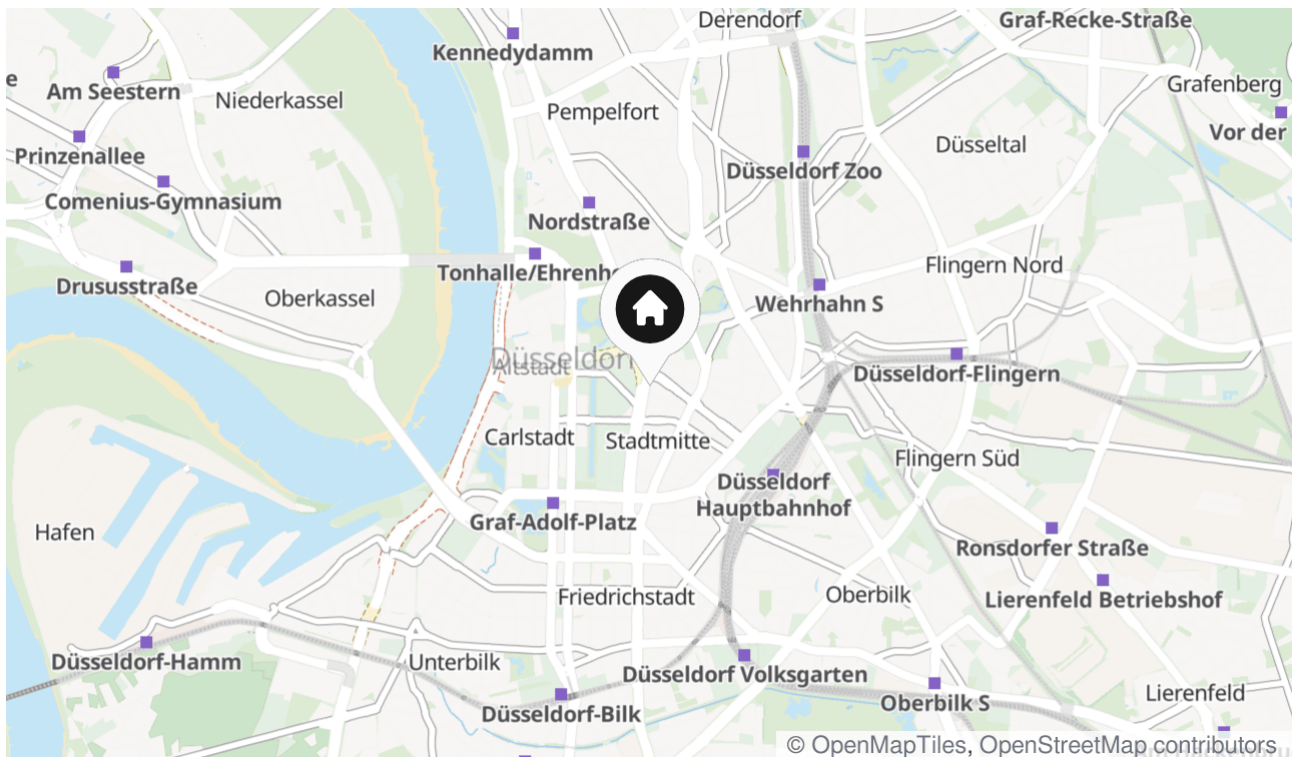 Derendorf
Graf-Recke-Straße
Kennedydamm
e
Am Seestern
Niederkassel
Grafenberg
Pempelfort
Vor der
Prinzenallee
Düsseltal
Düsseldorf Zoo
Comenius-Gymnasium
Nordstraße
Flingern Nord
Tonhalle/Ehrenho
Drususstraße
Oberkassel
Wehrhahn S
Düsseldorf
Altstadt
Düsseldorf-Flingern
Carlstadt
Stadtmitte
Flingern Süd
Düsseldorf
Hauptbahnhof
Graf-Adolf-Platz
Hafen
Ronsdorfer Straße
Friedrichstadt
Oberbilk
Lierenfeld Betriebshof
Düsseldorf-Hamm
Unterbilk
Düsseldorf Volksgarten
Lierenfeld
Oberbilk S
Düsseldorf-Bilk
© OpenMapTiles, OpenStreetMap contributors